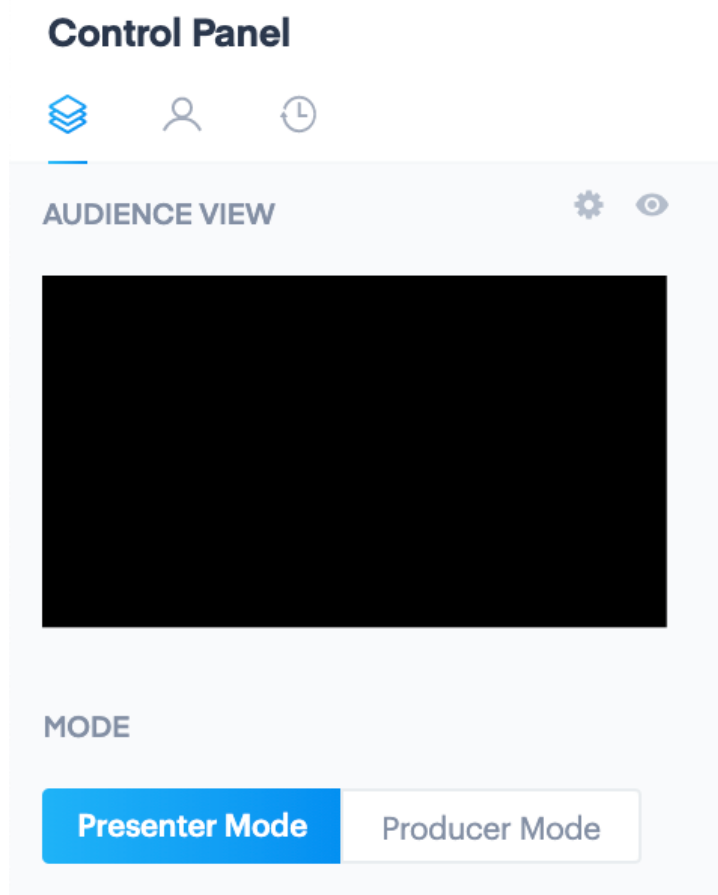 Control Panel
AUDIENCE VIEW
MODE
Presenter Mode
Producer Mode